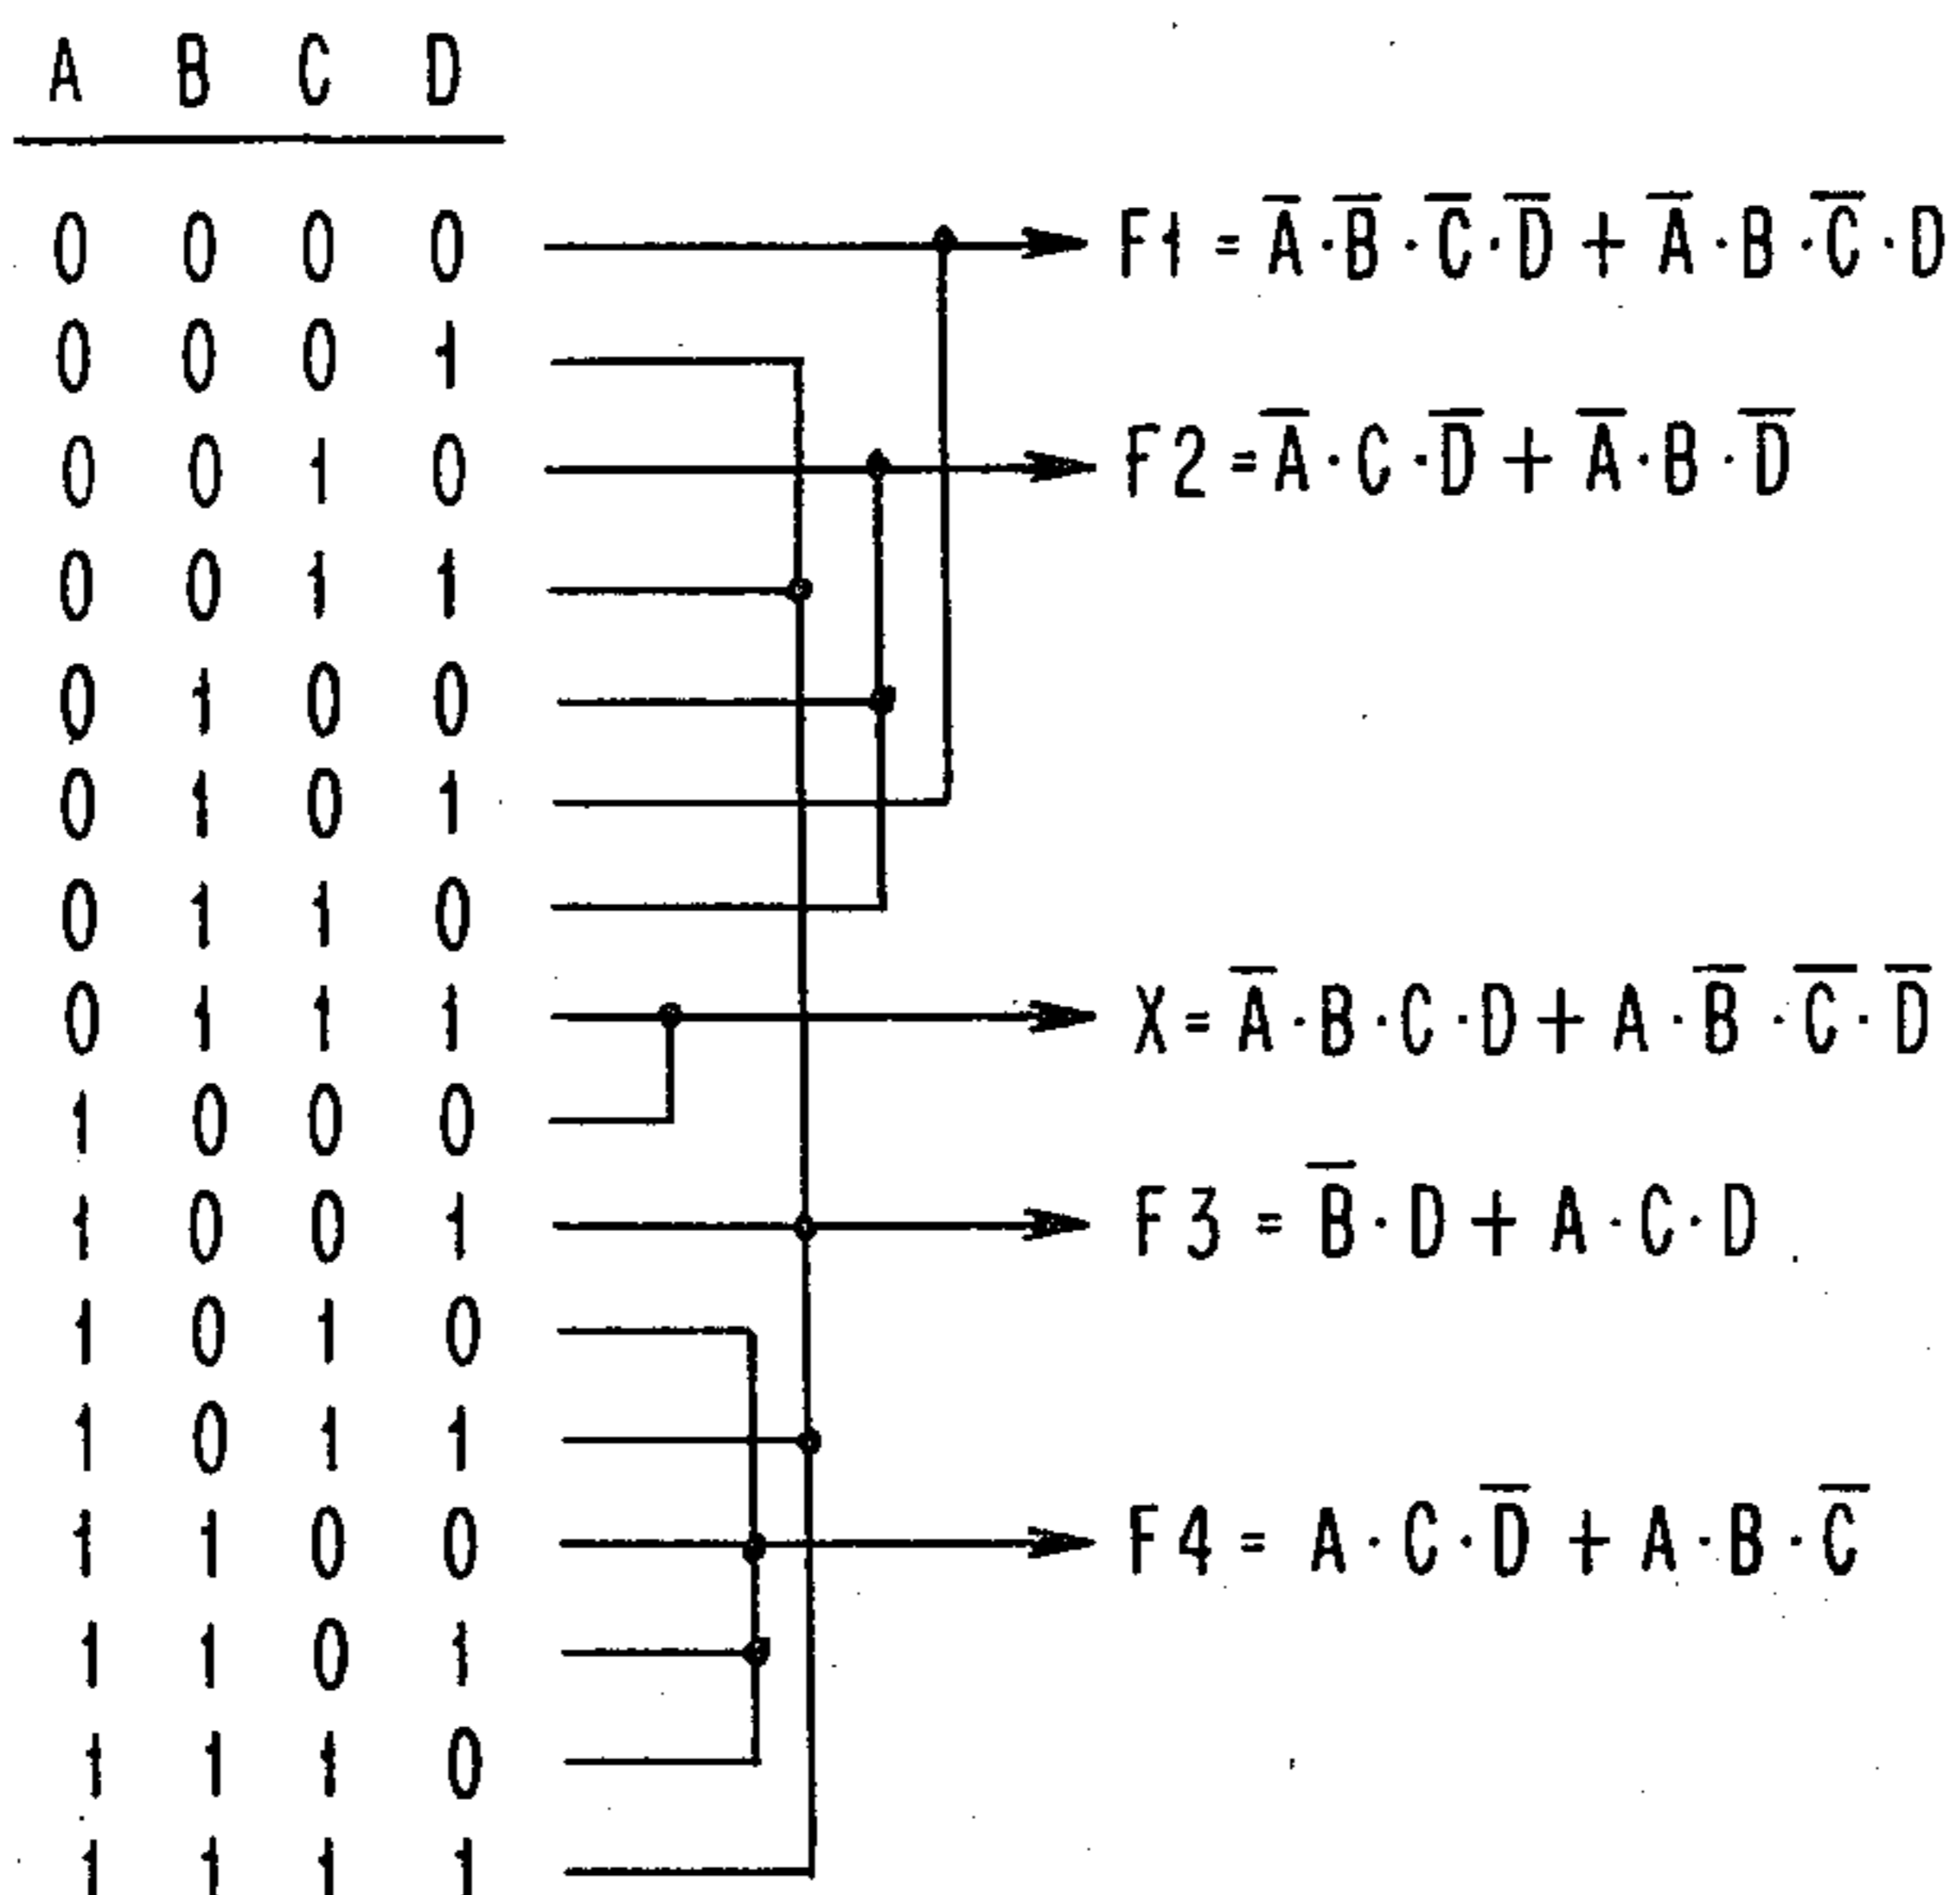 A B C D
0 0 0 0 F1 = A̅·B̅·C̅·D̅ + A̅·B·C̅·D
0 0 0 1
0 0 1 0 F2 = A̅·C·D̅ + A̅·B·D̅
0 0 1 1
0 1 0 0
0 1 0 1
0 1 1 0
0 1 1 1 X = A̅·B·C·D + A·B̅·C̅·D̅
1 0 0 0
1 0 0 1 F3 = B̅·D + A·C·D
1 0 1 0
1 0 1 1
1 1 0 0 F4 = A·C·D̅ + A·B·C̅
1 1 0 1
1 1 1 0
1 1 1 1